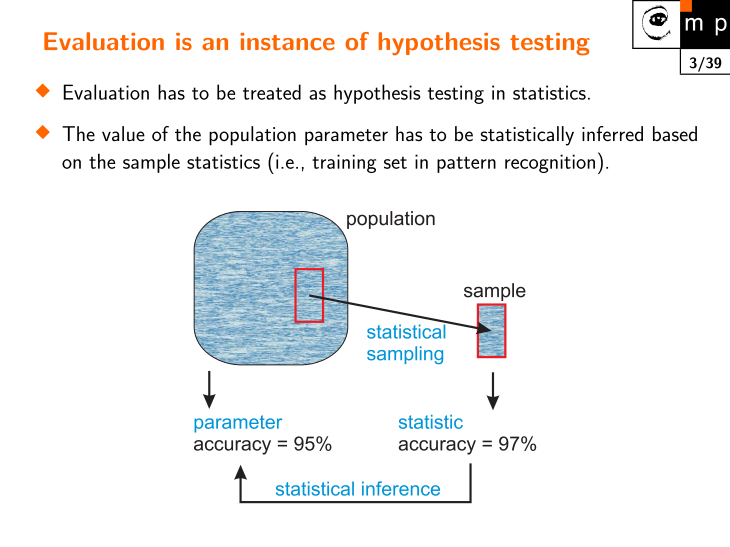 Evaluation is an instance of hypothesis testing
m p
3/39
Evaluation has to be treated as hypothesis testing in statistics.
The value of the population parameter has to be statistically inferred based
on the sample statistics (i.e., training set in pattern recognition).
population
sample
statistical
sampling
parameter
accuracy = 95%
statistic
accuracy = 97%
statistical inference